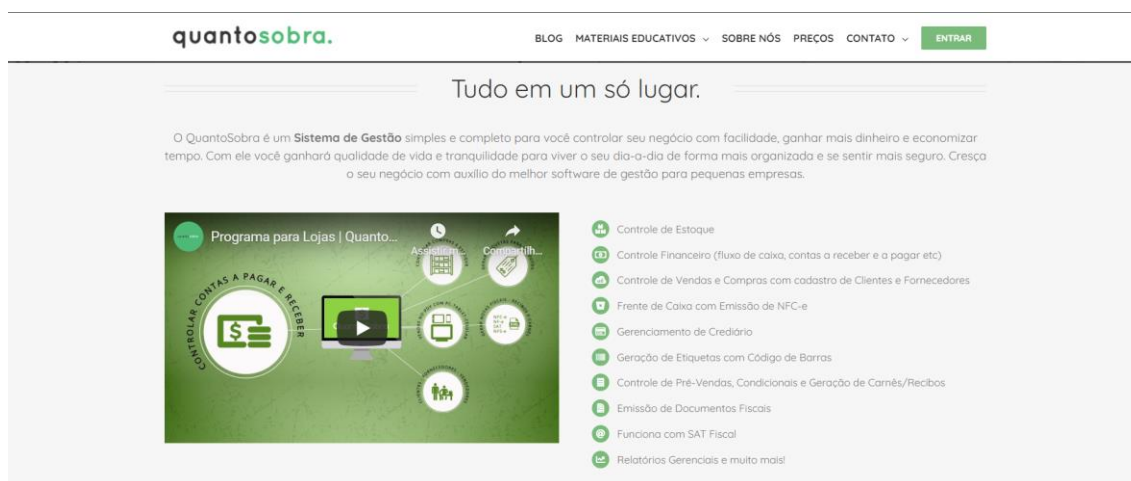 quantosobra.
BLOG MATERIAIS EDUCATIVOS SOBRE NÓS PREÇOS CONTATO ENTRAR
Tudo em um só lugar.
O QuantoSobra é um Sistema de Gestão simples e completo para você controlar seu negócio com facilidade, ganhar mais dinheiro e economizar
tempo. Com ele você ganhará qualidade de vida e tranquilidade para viver o seu dia-a-dia de forma mais organizada e se sentir mais seguro. Cresça
o seu negócio com auxílio do melhor software de gestão para pequenas empresas.
Programa para Lojas | Quanto...
Compartilh...
CONTROLAR CONTAS A PAGAR E RECEBER
Controle de Estoque
Controle Financeiro (fluxo de caixa, contas a receber e a pagar etc)
Controle de Vendas e Compras com cadastro de Clientes e Fornecedores
Frente de Caixa com Emissão de NFC-e
Gerenciamento de Crediário
Geração de Etiquetas com Código de Barras
Controle de Pré-Vendas, Condicionais e Geração de Carnês/Recibos
Emissão de Documentos Fiscais
Funciona com SAT Fiscal
Relatórios Gerenciais e muito mais!